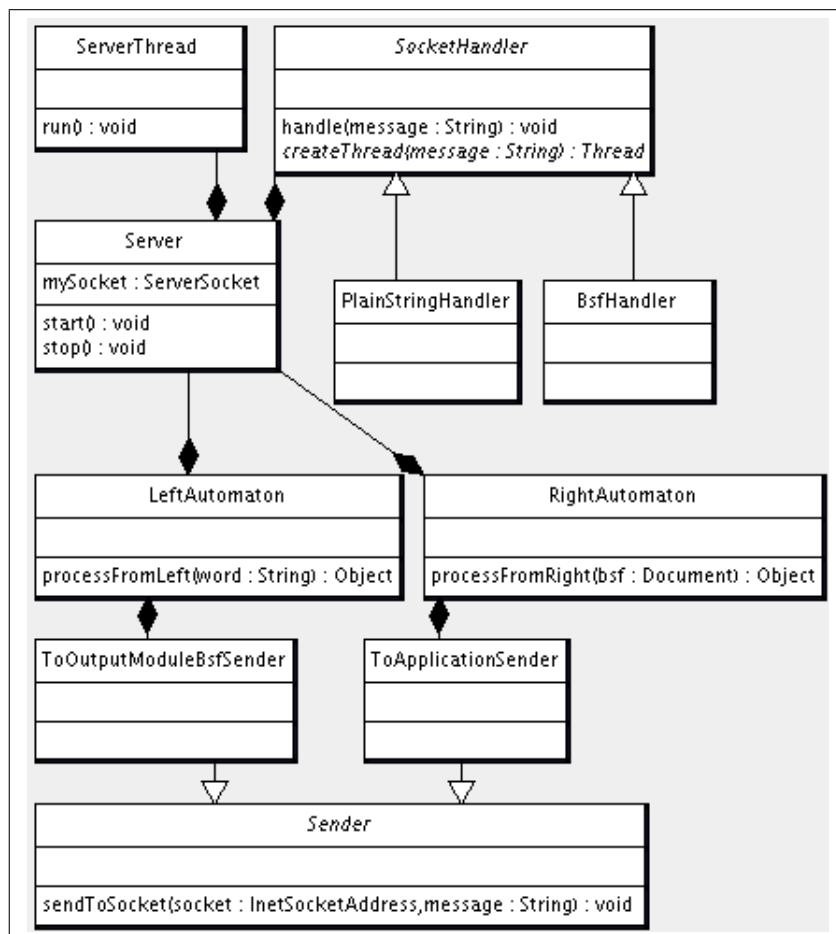 ServerThread
run() : void
SocketHandler
handle(message : String) : void
createThread(message : String) : Thread
Server
mySocket : ServerSocket
start() : void
stop() : void
PlainStringHandler
BsfHandler
LeftAutomaton
processFromLeft(word : String) : Object
RightAutomaton
processFromRight(bsf : Document) : Object
ToOutputModuleBsfSender
ToApplicationSender
Sender
sendToSocket(socket : InetSocketAddress,message : String) : void